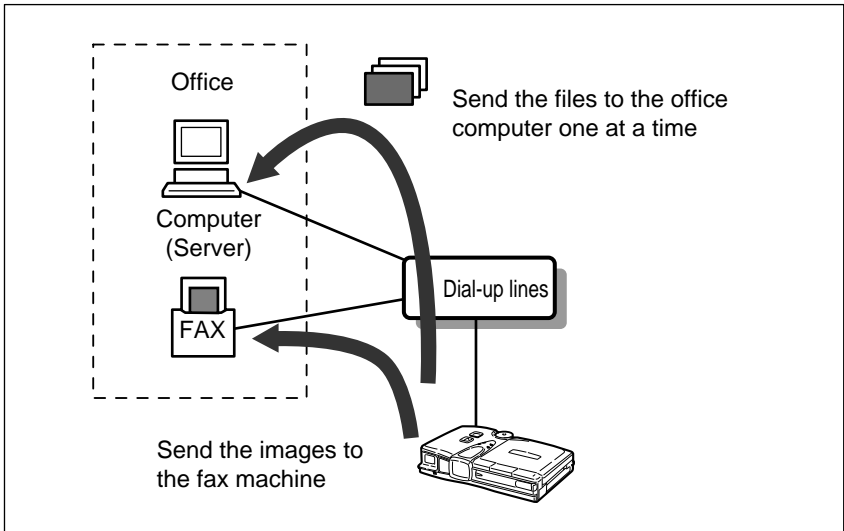 Office
Send the files to the office
computer one at a time
Computer
(Server)
Dial-up lines
FAX
Send the images to
the fax machine